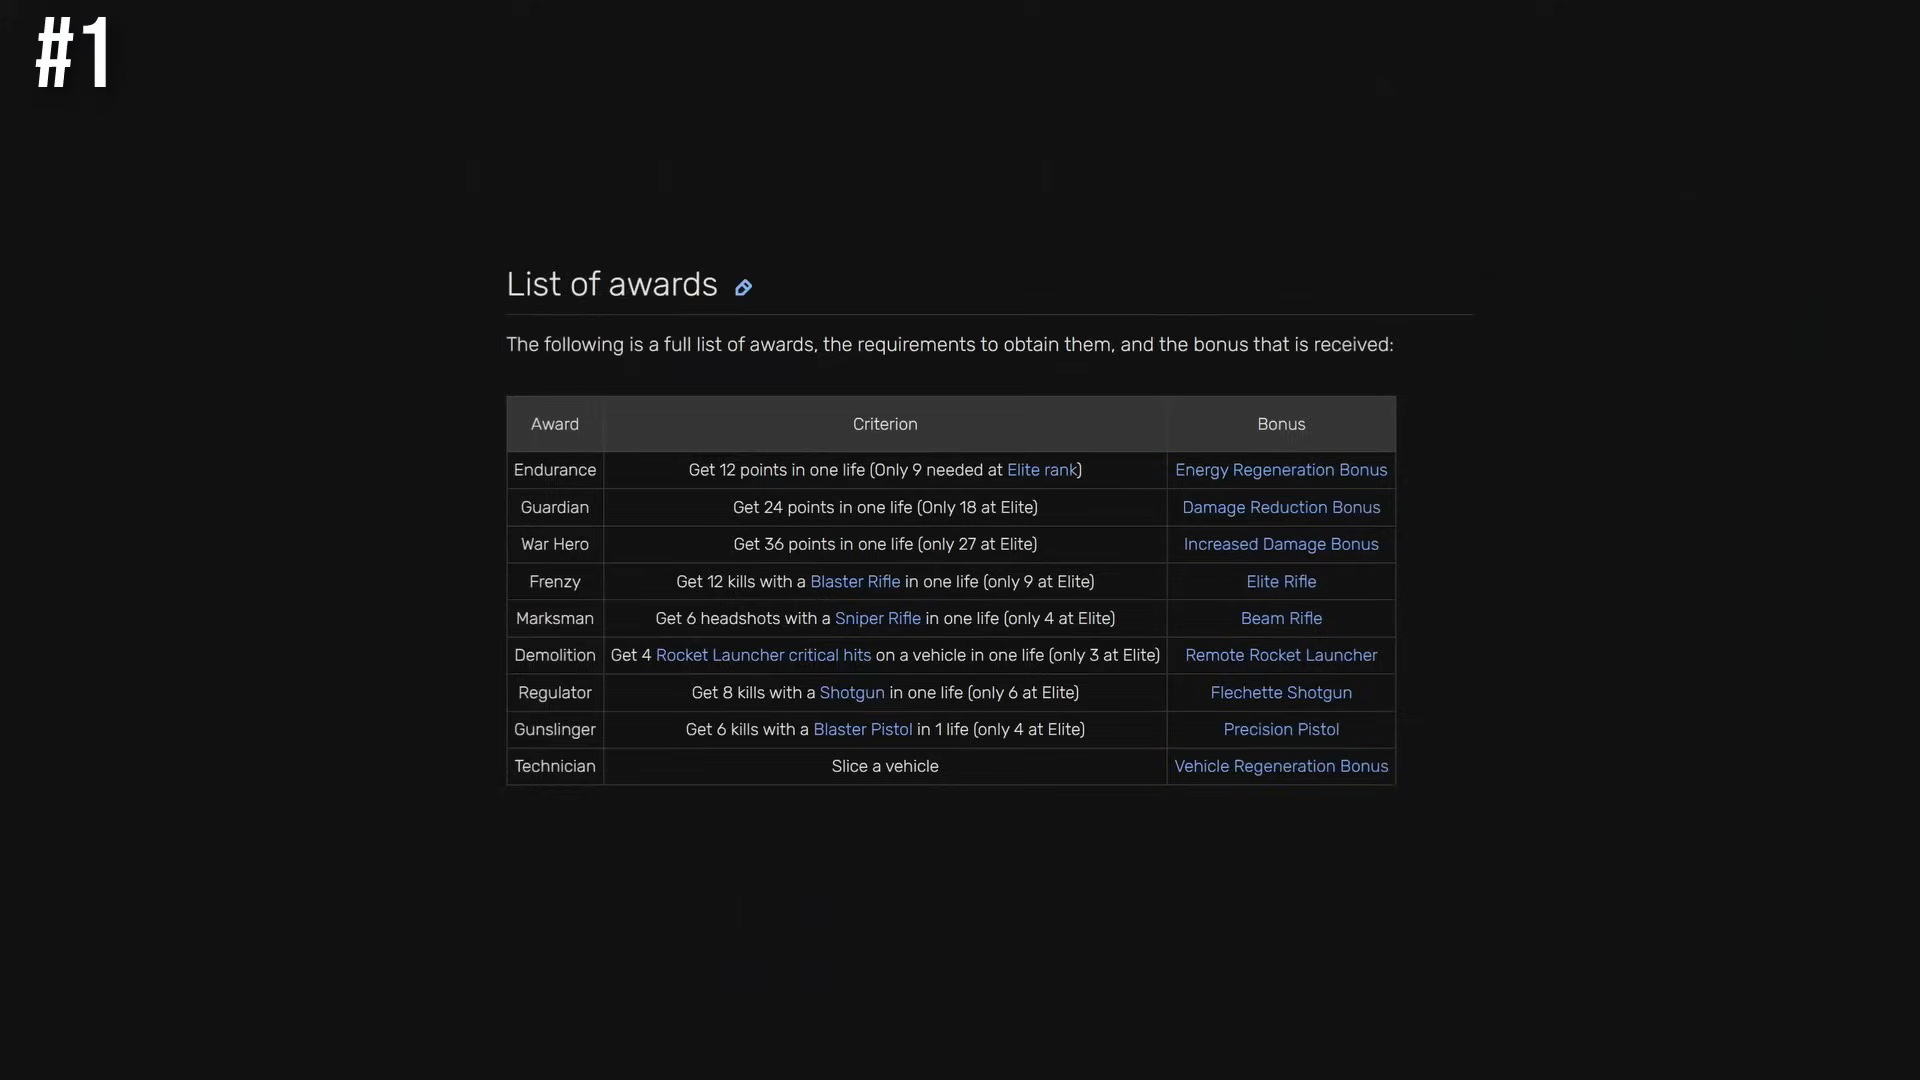 #1
List of awards
The following is a full list of awards, the requirements to obtain them, and the bonus that is received:
Award Criterion Bonus
Endurance Get 12 points in one life (Only 9 needed at Elite rank) Energy Regeneration Bonus
Guardian Get 24 points in one life (Only 18 at Elite) Damage Reduction Bonus
War Hero Get 36 points in one life (only 27 at Elite) Increased Damage Bonus
Frenzy Get 12 kills with a Blaster Rifle in one life (only 9 at Elite) Elite Rifle
Marksman Get 6 headshots with a Sniper Rifle in one life (only 4 at Elite) Beam Rifle
Demolition Get 4 Rocket Launcher critical hits on a vehicle in one life (only 3 at Elite) Remote Rocket Launcher
Regulator Get 8 kills with a Shotgun in one life (only 6 at Elite) Flechette Shotgun
Gunslinger Get 6 kills with a Blaster Pistol in 1 life (only 4 at Elite) Precision Pistol
Technician Slice a vehicle Vehicle Regeneration Bonus